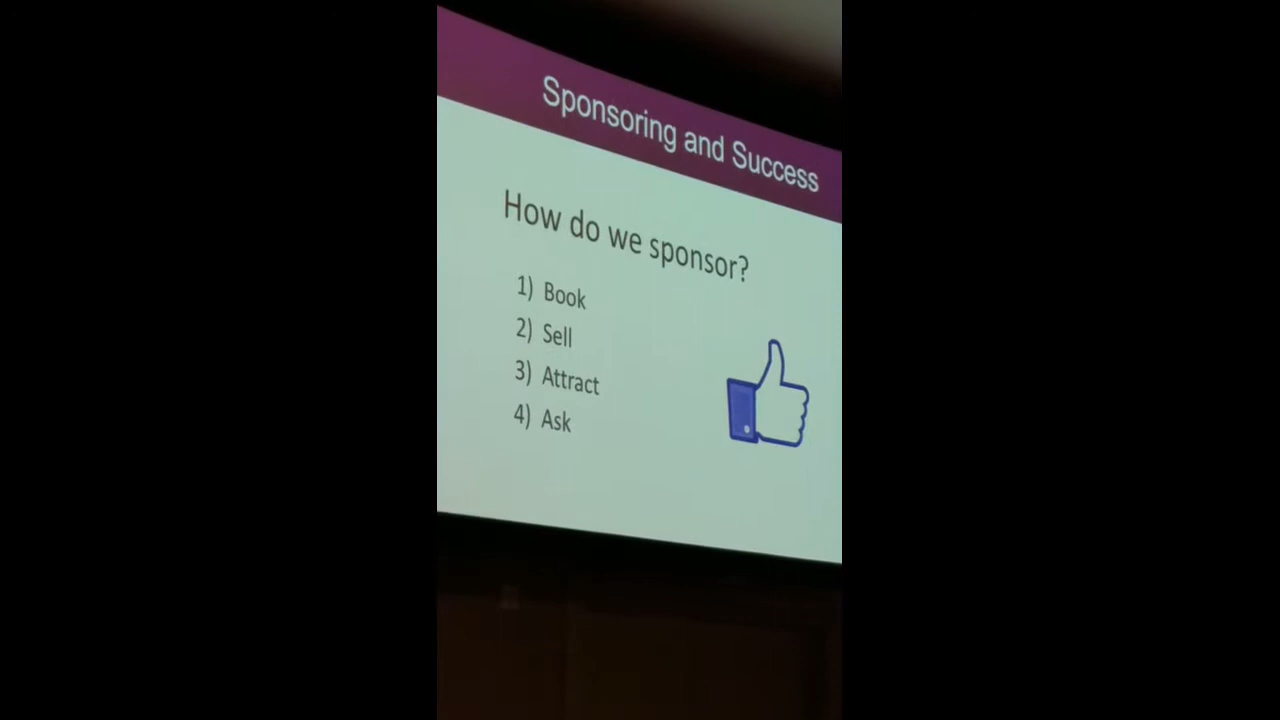 Sponsoring and Success
How do we sponsor?
1) Book
2) Sell
3) Attract
4) Ask